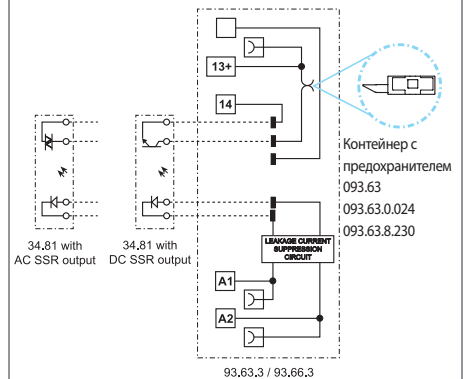 13+
14
Контейнер с
предохранителем
093.63
093.63.0.024
093.63.8.230
34.81 with
AC SSR output
34.81 with
DC SSR output
LEAKAGE CURRENT
SUPPRESSION
CIRCUIT
A1
A2
93.63.3 / 93.66.3